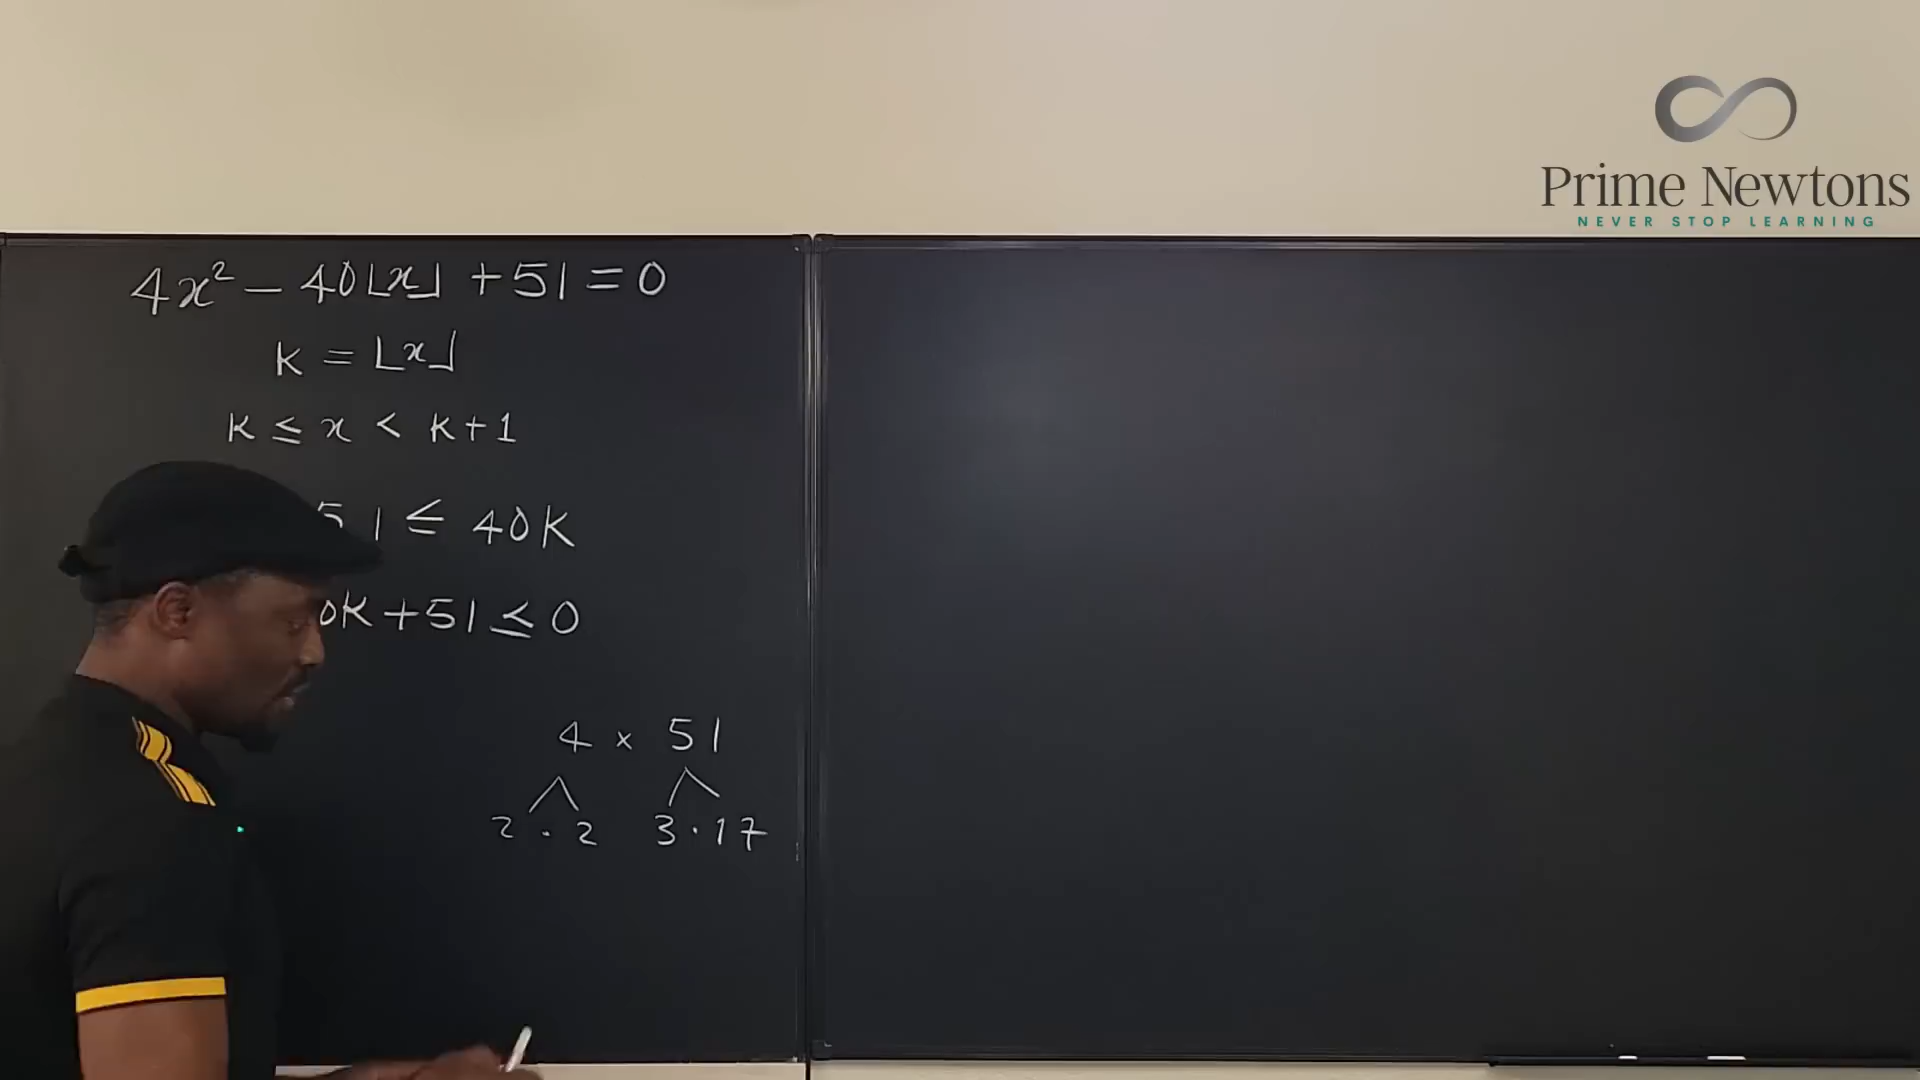 Prime Newtons
NEVER STOP LEARNING
4x² − 40⌊x⌋ + 51 = 0
K = ⌊x⌋
K ≤ x < K+1
51 ≤ 40K
0K + 51 ≤ 0
4 × 51
2 · 2 3 · 17